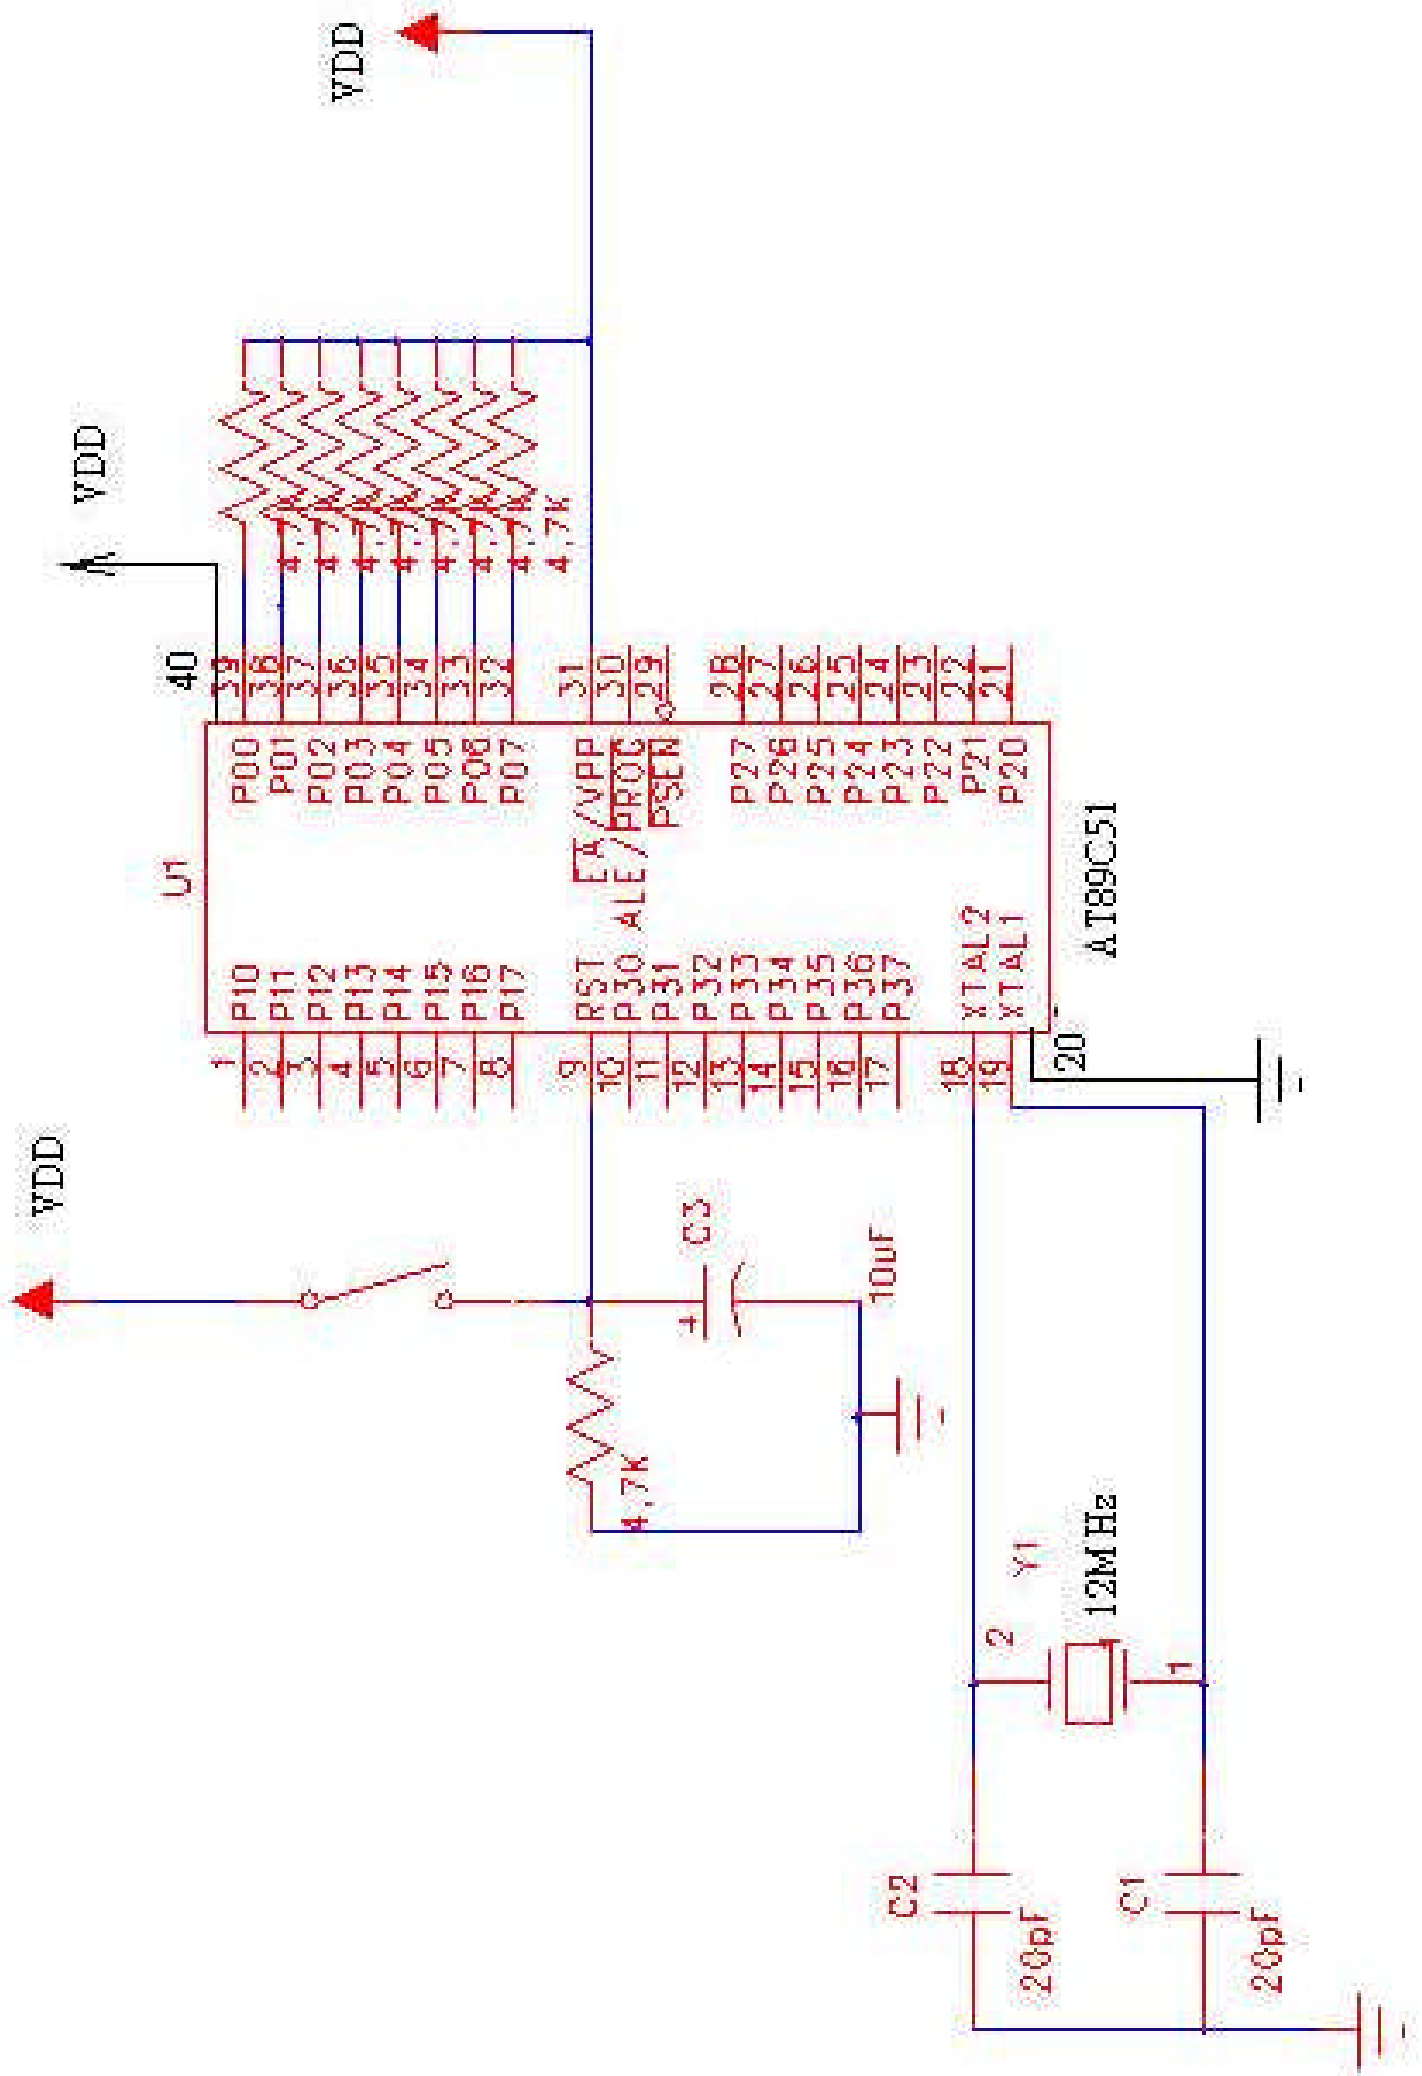 VDD
VDD
VDD
40
39
38
37
36
35
34
33
32
31
30
29
28
27
26
25
24
23
22
21
4.7K
4.7K
4.7K
4.7K
4.7K
4.7K
4.7K
4.7K
U1
P00
P01
P02
P03
P04
P05
P06
P07
EA/VPP
ALE/PROG
PSEN
P27
P26
P25
P24
P23
P22
P21
P20
P10
P11
P12
P13
P14
P15
P16
P17
RST
P30
P31
P32
P33
P34
P35
P36
P37
XTAL2
XTAL1
AT89C51
1
2
3
4
5
6
7
8
9
10
11
12
13
14
15
16
17
18
19
20
C3
+
10uF
4.7K
Y1
12MHz
2
1
C2
20pF
C1
20pF